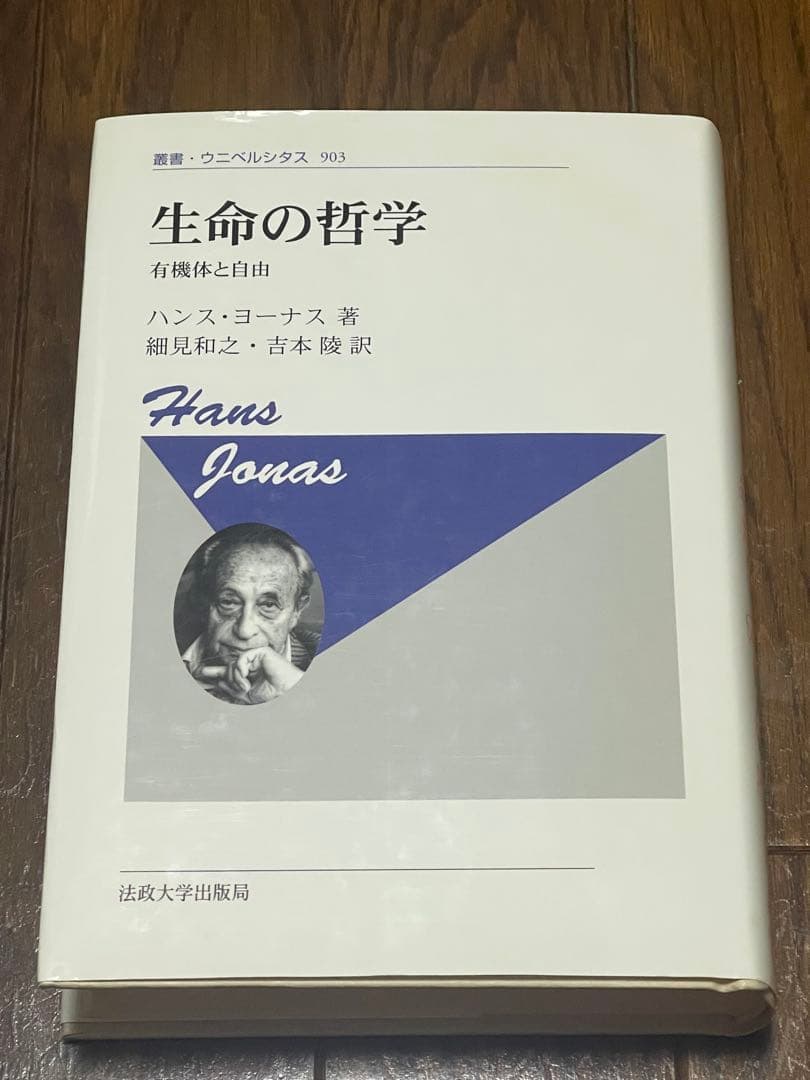 叢書・ウニベルシタス 903
生命の哲学
有機体と自由
ハンス・ヨーナス 著
細見和之・吉本 陵 訳
Hans
Jonas
法政大学出版局